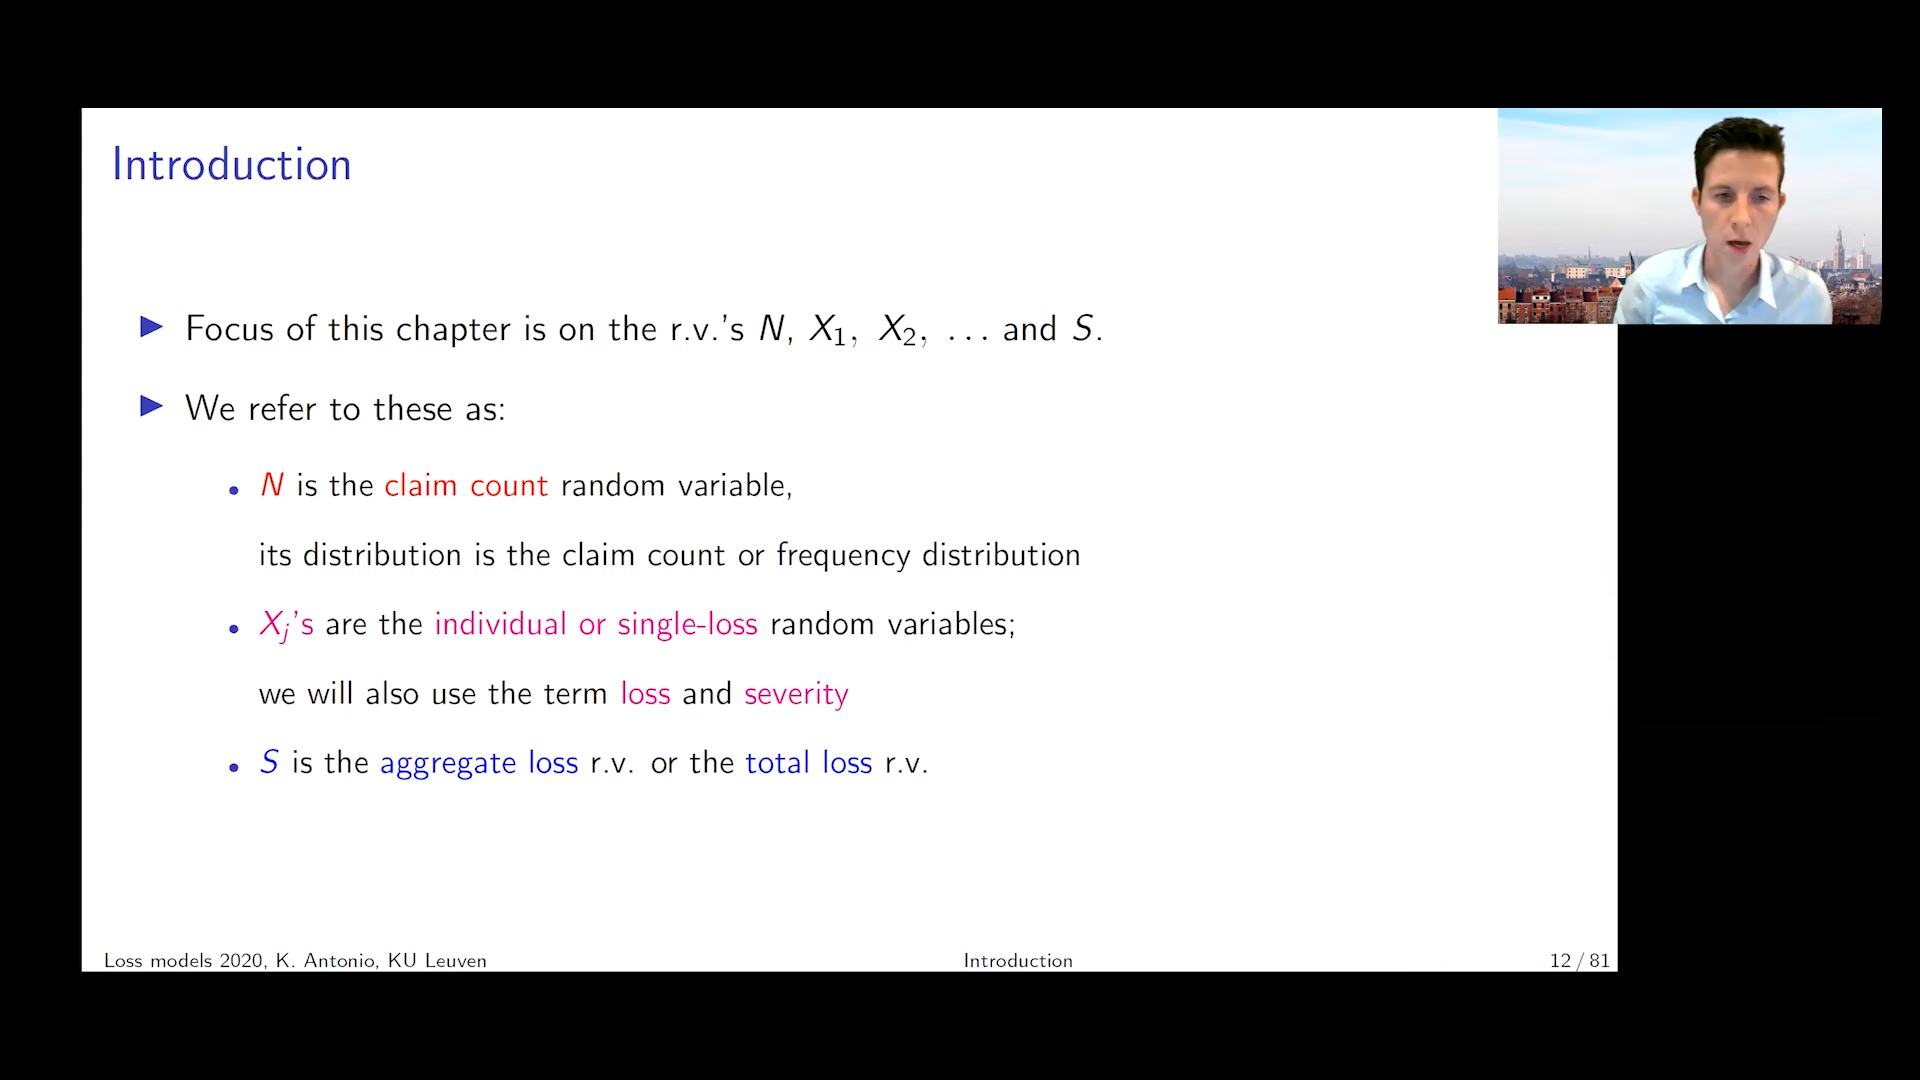 Introduction
▶ Focus of this chapter is on the r.v.'s N, X₁, X₂, ... and S.
▶ We refer to these as:
• N is the claim count random variable,
its distribution is the claim count or frequency distribution
• Xⱼ's are the individual or single-loss random variables;
we will also use the term loss and severity
• S is the aggregate loss r.v. or the total loss r.v.
Loss models 2020, K. Antonio, KU Leuven Introduction 12 / 81